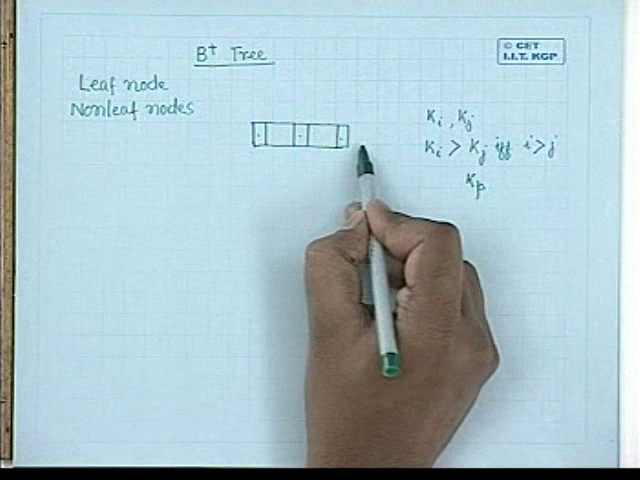 B+ Tree
© CET
I.I.T. KGP
Leaf node
Nonleaf nodes
Ki , Kj
Ki > Kj iff i > j
Kp